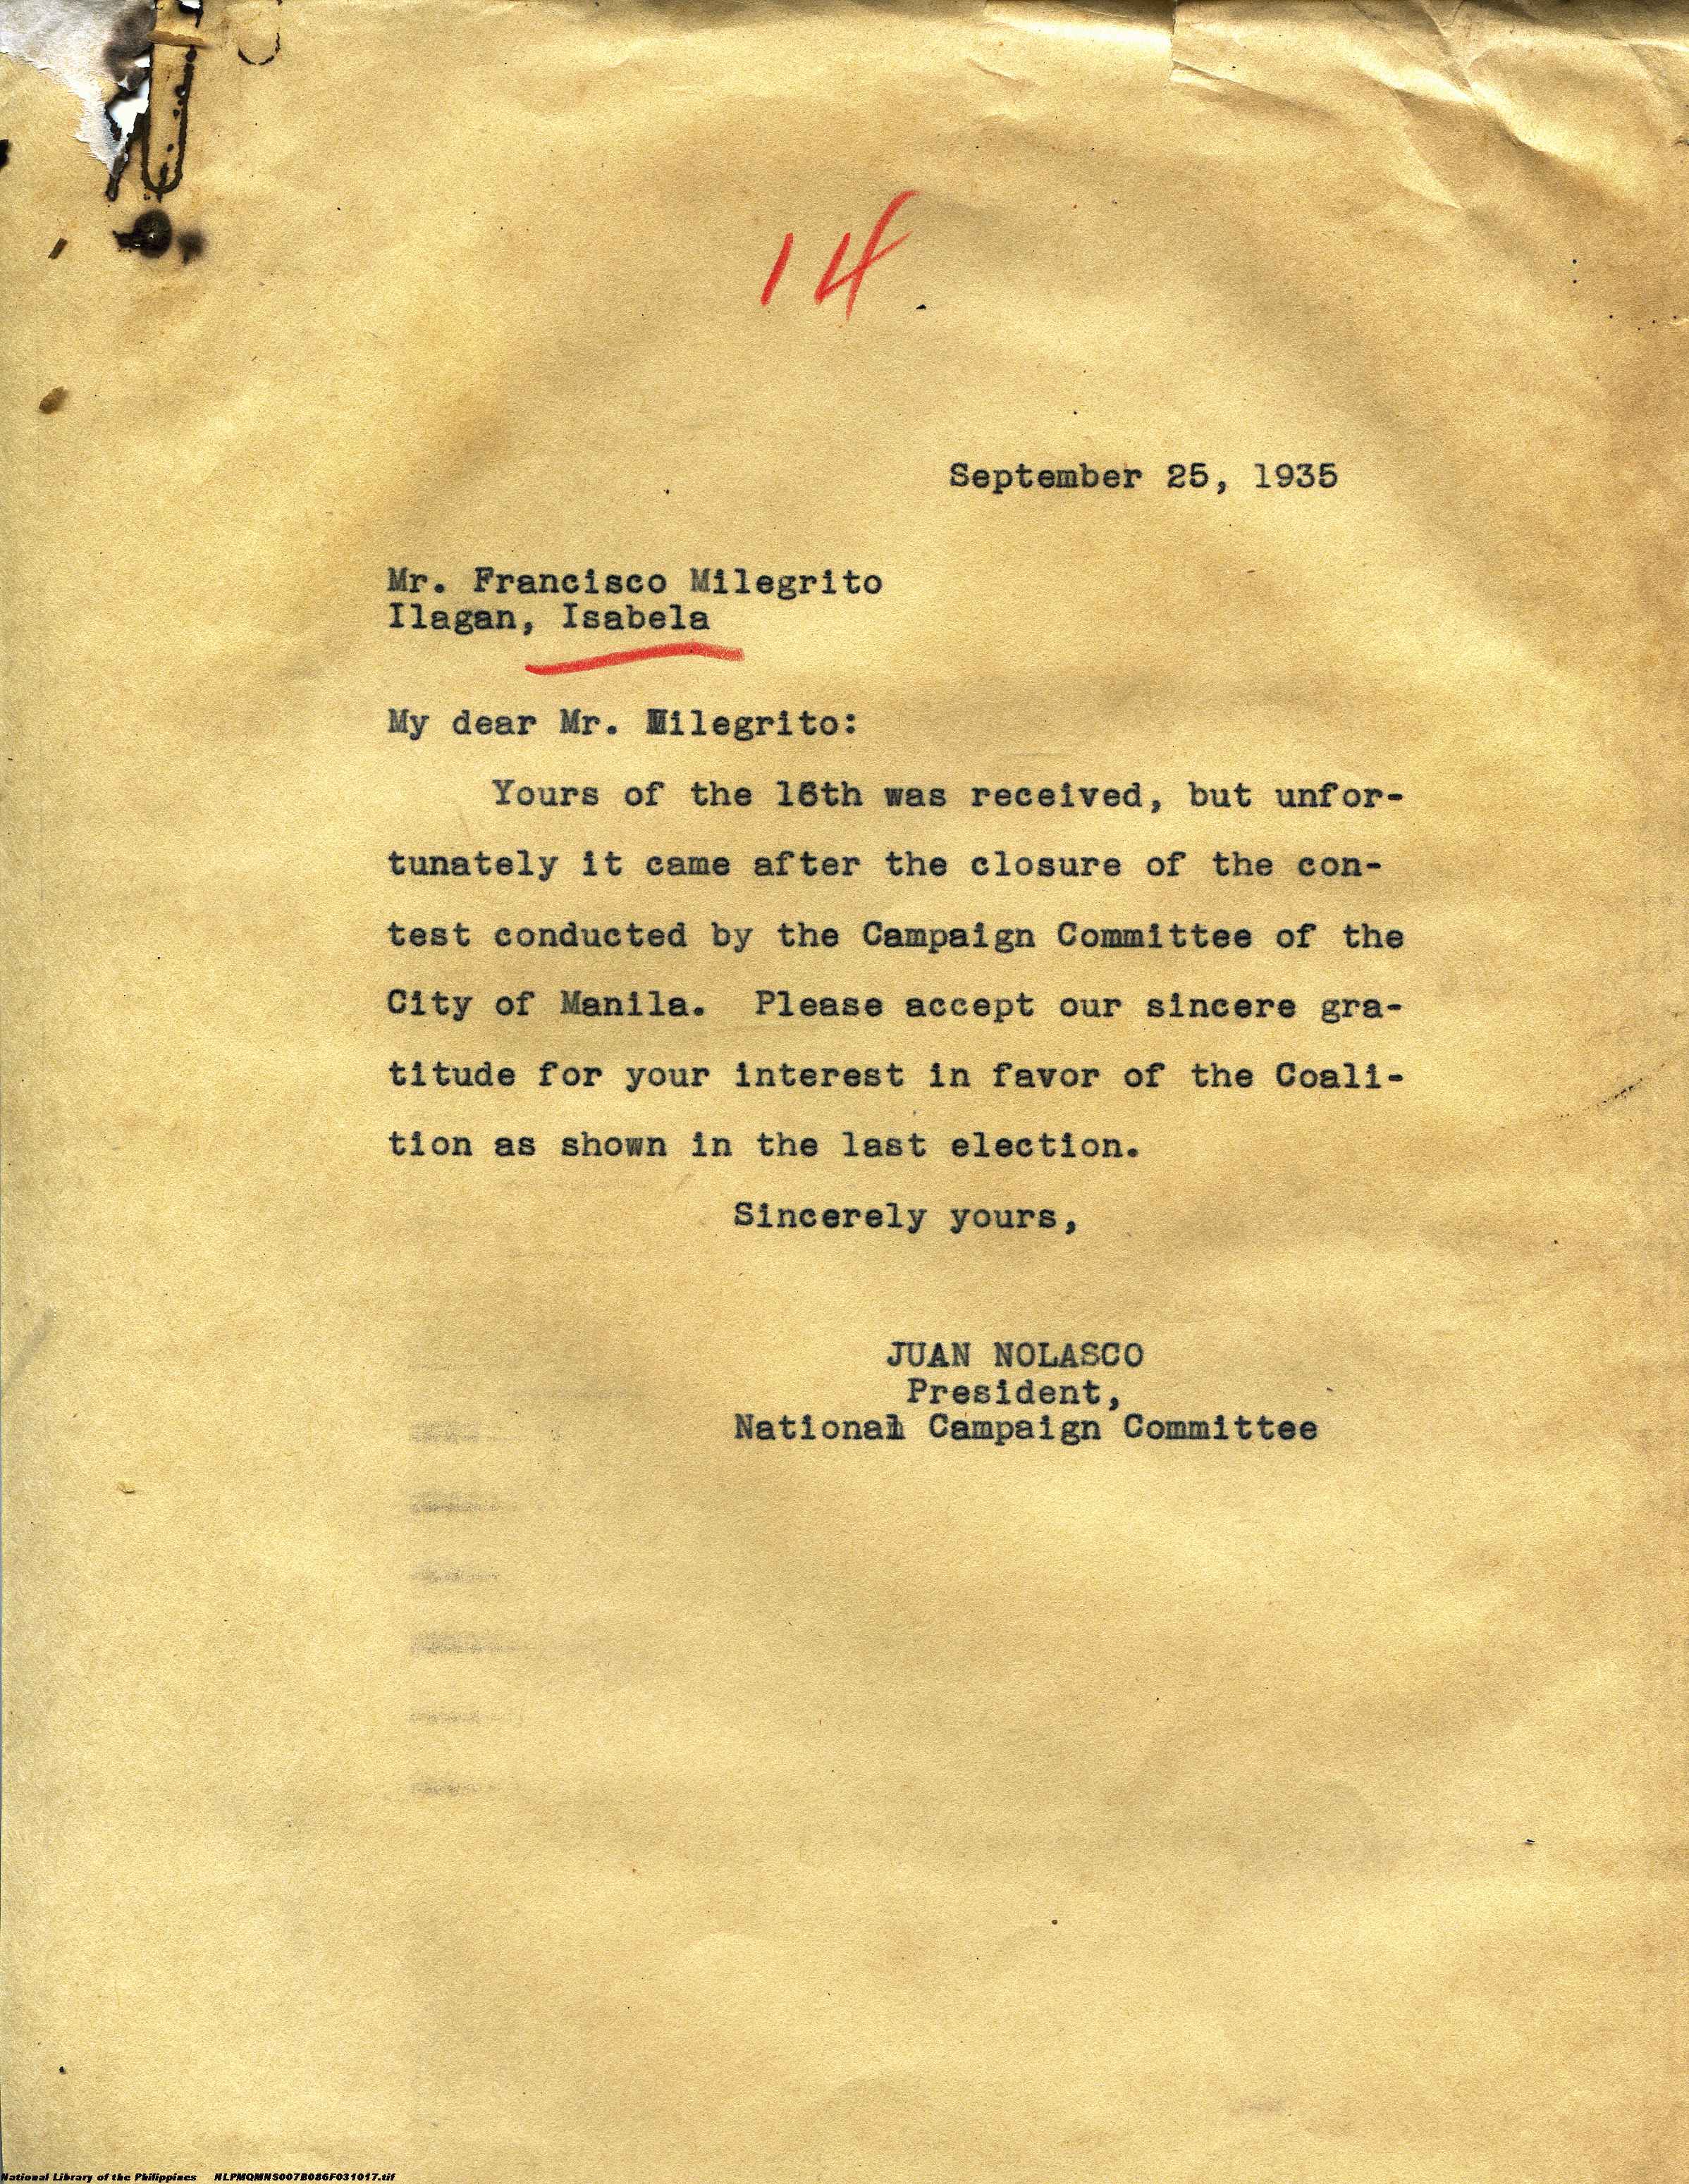 14
September 25, 1935
Mr. Francisco Milegrito
Ilagan, Isabela
My dear Mr. Milegrito:
Yours of the 16th was received, but unfor-
tunately it came after the closure of the con-
test conducted by the Campaign Committee of the
City of Manila. Please accept our sincere gra-
titude for your interest in favor of the Coali-
tion as shown in the last election.
Sincerely yours,
JUAN NOLASCO
President,
National Campaign Committee
National Library of the Philippines NLPMQMNS007B086F031017.tif